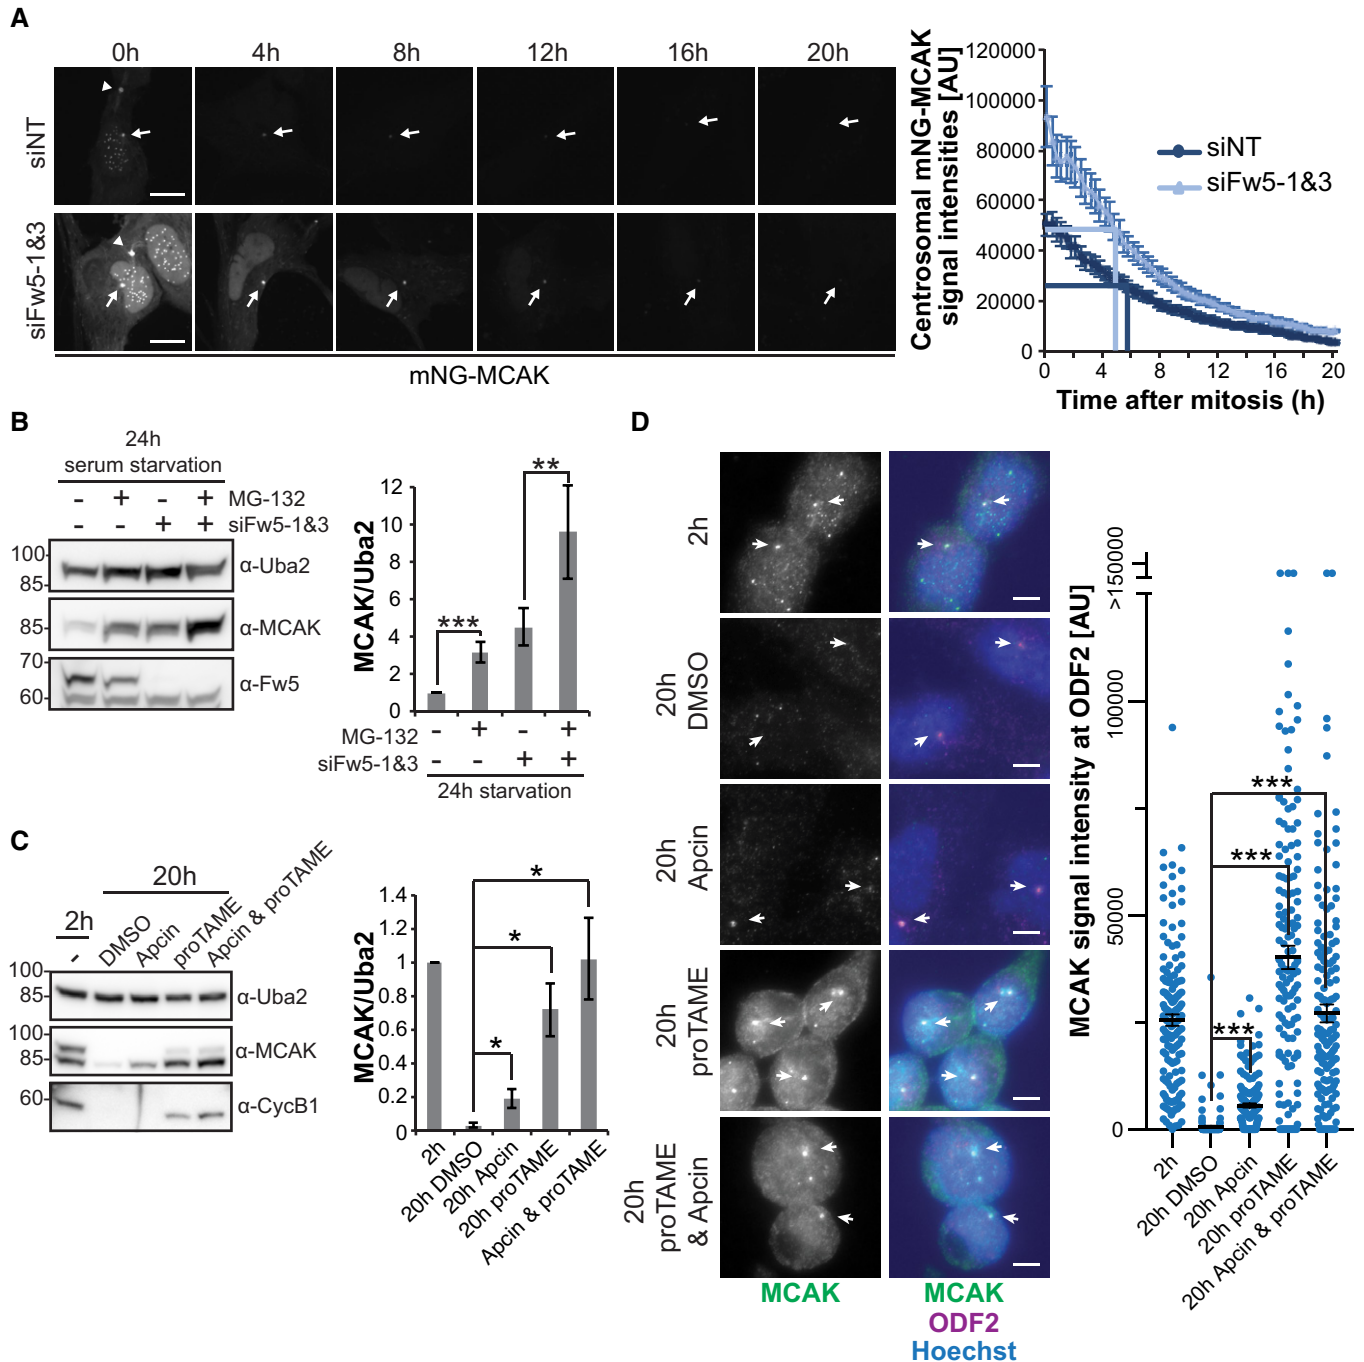 A
0h 4h 8h 12h 16h 20h
siNT
siFw5-1&3
mNG-MCAK
Centrosomal mNG-MCAK
signal intensities [AU]
120000
100000
80000
60000
40000
20000
0
0 4 8 12 16 20
Time after mitosis (h)
siNT
siFw5-1&3
B
24h
serum starvation
- + - + MG-132
- - + + siFw5-1&3
100
85
α-Uba2
85
α-MCAK
70
60
α-Fw5
MCAK/Uba2
12
10
8
6
4
2
0
***
**
MG-132 - + - +
siFw5-1&3 - - + +
24h starvation
C
2h
20h
- DMSO Apcin proTAME Apcin & proTAME
100
85
α-Uba2
100
85
α-MCAK
60
α-CycB1
MCAK/Uba2
1.4
1.2
1
0.8
0.6
0.4
0.2
0
*
*
*
2h
20h DMSO
20h Apcin
20h proTAME
Apcin & proTAME
D
2h
20h
DMSO
20h
Apcin
20h
proTAME
20h
proTAME
& Apcin
MCAK
MCAK
ODF2
Hoechst
MCAK signal intensity at ODF2 [AU]
>150000
100000
50000
0
***
***
***
2h
20h DMSO
20h Apcin
20h proTAME
20h Apcin & proTAME